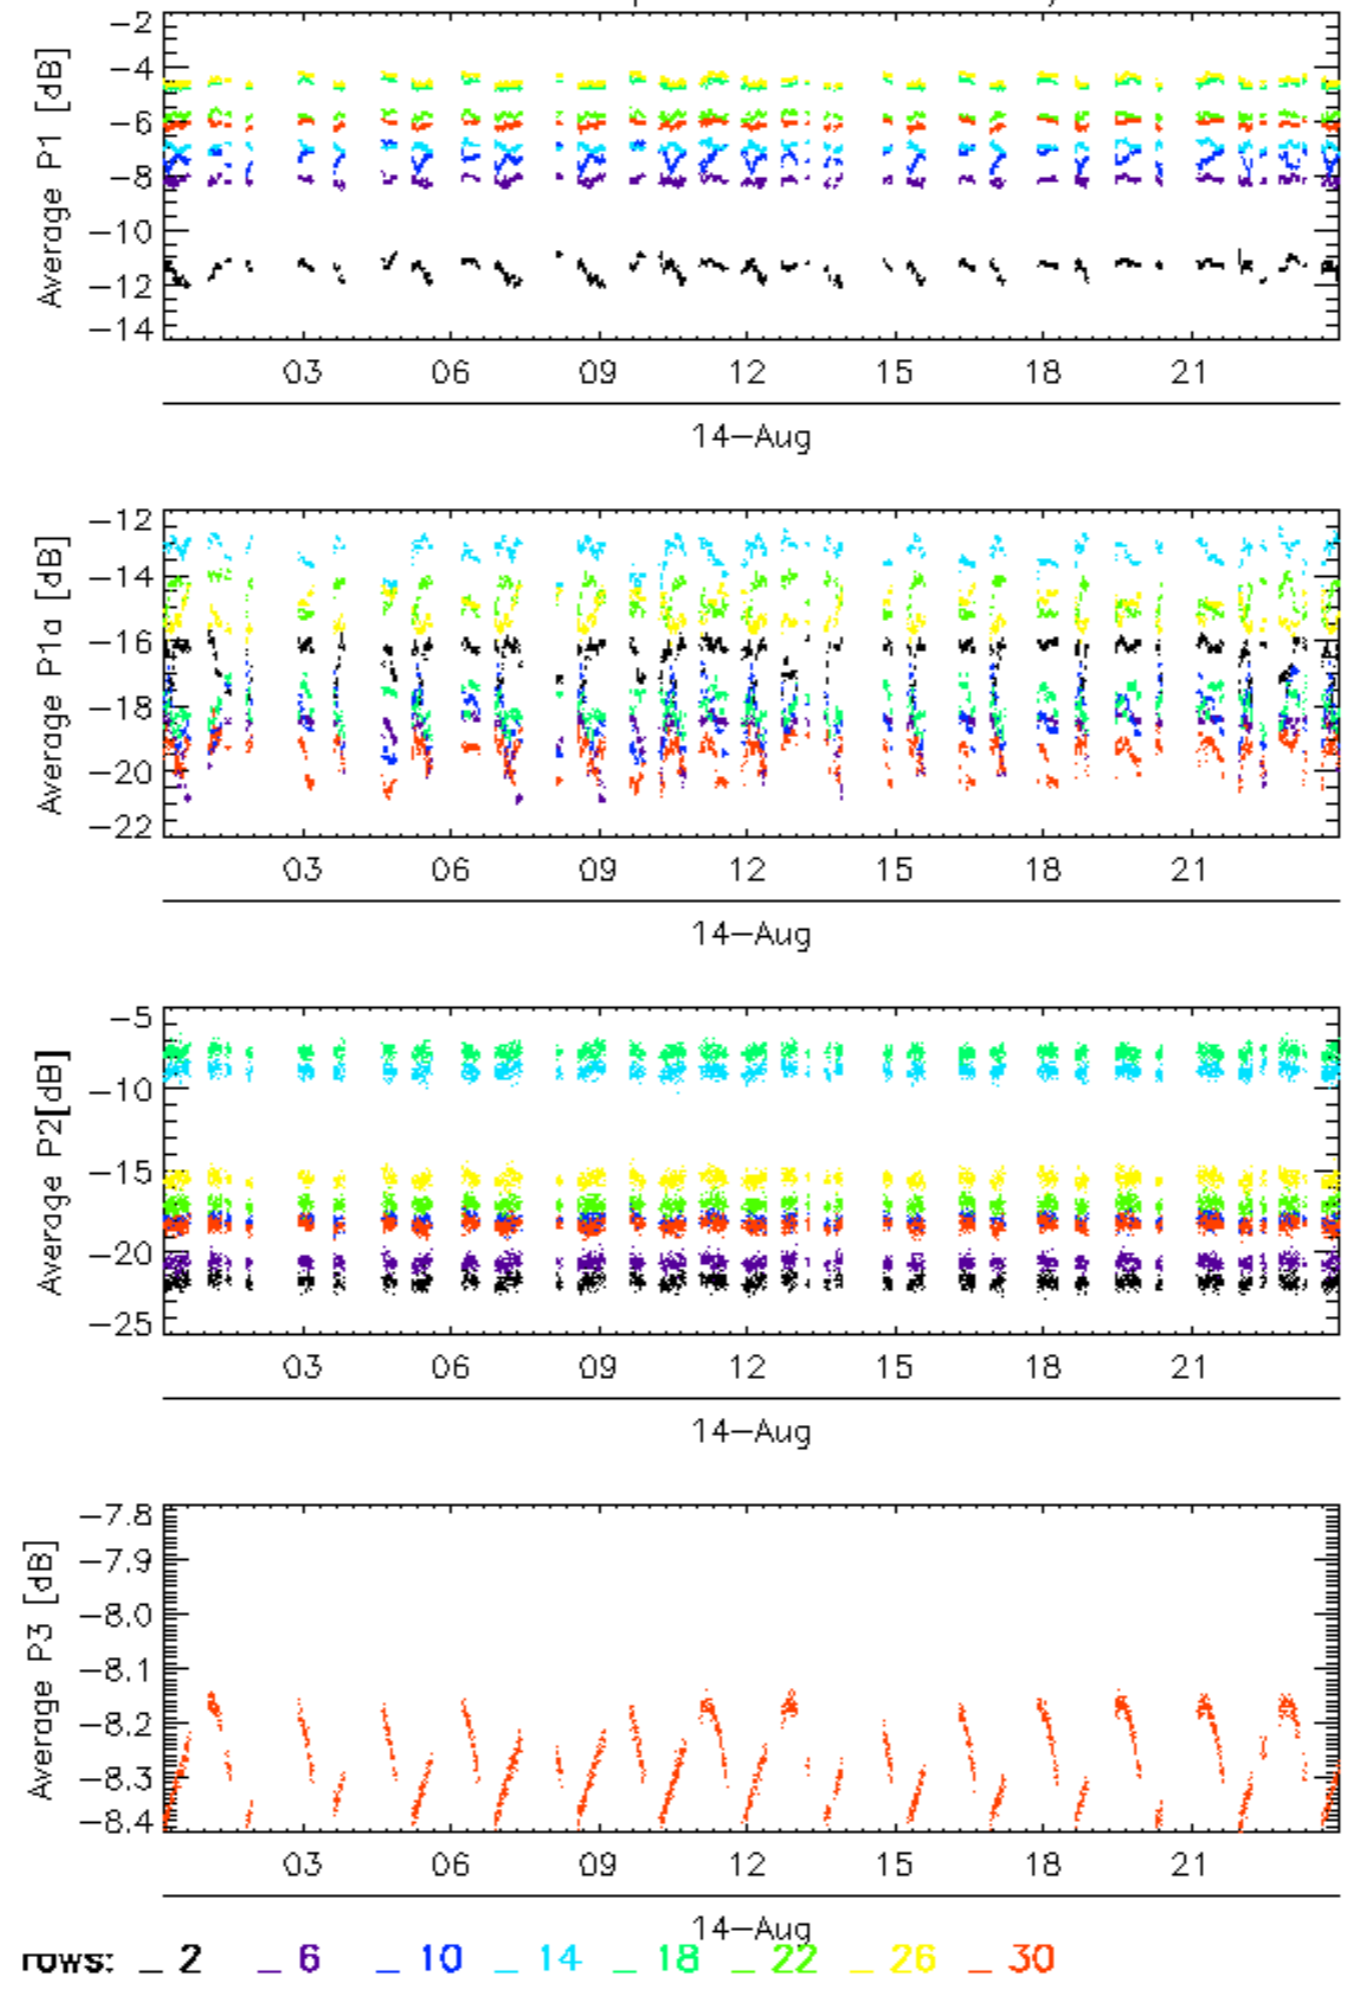 Average P1 [dB]
−2
−4
−6
−8
−10
−12
−14
03 06 09 12 15 18 21
14−Aug
Average P1a [dB]
−12
−14
−16
−18
−20
−22
03 06 09 12 15 18 21
14−Aug
Average P2[dB]
−5
−10
−15
−20
−25
03 06 09 12 15 18 21
14−Aug
Average P3 [dB]
−7.8
−7.9
−8.0
−8.1
−8.2
−8.3
−8.4
03 06 09 12 15 18 21
14−Aug
rows: _ 2 _ 6 _ 10 _ 14 _ 18 _ 22 _ 26 _ 30